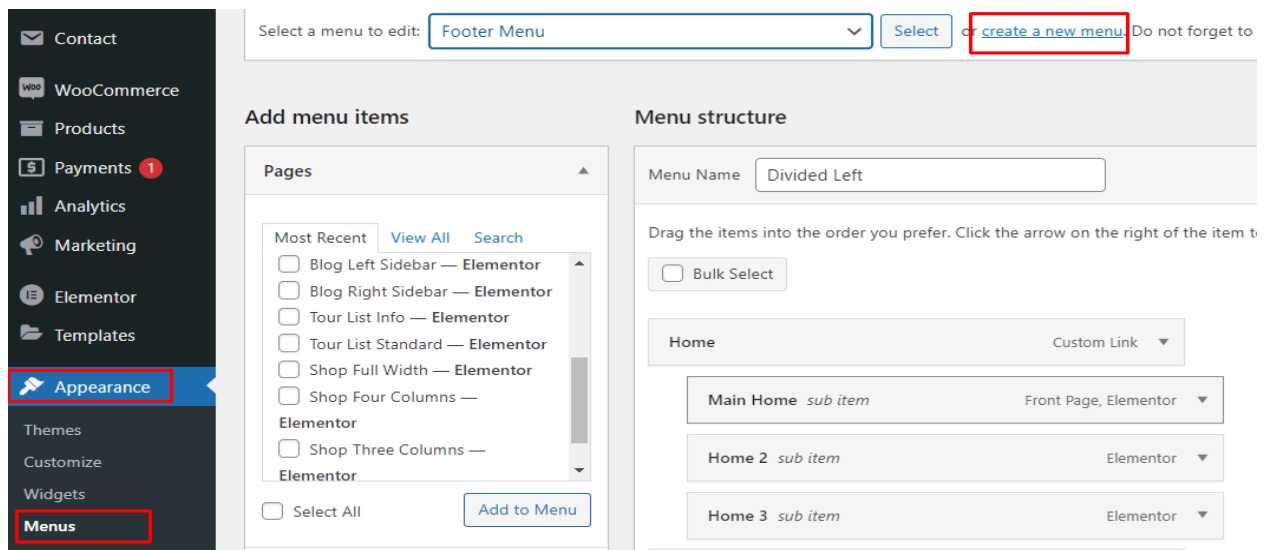 Contact
WooCommerce
Products
Payments 1
Analytics
Marketing
Elementor
Templates
Appearance
Themes
Customize
Widgets
Menus
Select a menu to edit: Footer Menu Select or create a new menu. Do not forget to
Add menu items
Pages
Most Recent View All Search
Blog Left Sidebar — Elementor
Blog Right Sidebar — Elementor
Tour List Info — Elementor
Tour List Standard — Elementor
Shop Full Width — Elementor
Shop Four Columns —
Elementor
Shop Three Columns —
Elementor
Select All Add to Menu
Menu structure
Menu Name Divided Left
Drag the items into the order you prefer. Click the arrow on the right of the item
Bulk Select
Home Custom Link
Main Home sub item Front Page, Elementor
Home 2 sub item Elementor
Home 3 sub item Elementor